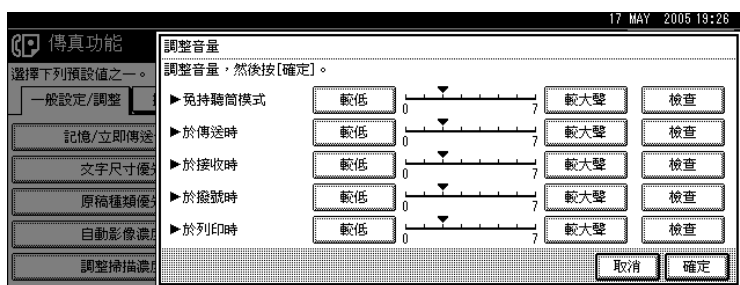 17 MAY 2005 19:26
傳真功能
選擇下列預設值之一。
一般設定/調整
記憶/立即傳送
文字尺寸優
原稿種類優
自動影像濃
調整掃描濃
調整音量
調整音量，然後按[確定]。
►免持聽筒模式 較低 0 7 較大聲 檢查
►於傳送時 較低 0 7 較大聲 檢查
►於接收時 較低 0 7 較大聲 檢查
►於撥號時 較低 0 7 較大聲 檢查
►於列印時 較低 0 7 較大聲 檢查
取消 確定